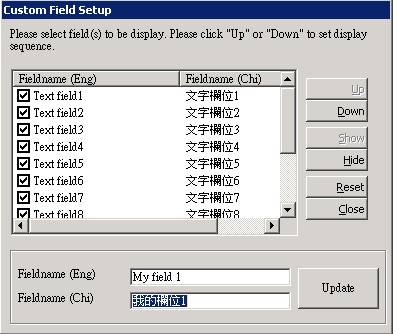 Custom Field Setup
Please select field(s) to be display. Please click "Up" or "Down" to set display
sequence.
Fieldname (Eng) Fieldname (Chi)
Text field1 文字欄位1
Text field2 文字欄位2
Text field3 文字欄位3
Text field4 文字欄位4
Text field5 文字欄位5
Text field6 文字欄位6
Text field7 文字欄位7
Text field8 文字欄位8
Up
Down
Show
Hide
Reset
Close
Fieldname (Eng) My field 1
Fieldname (Chi) 我的欄位1
Update